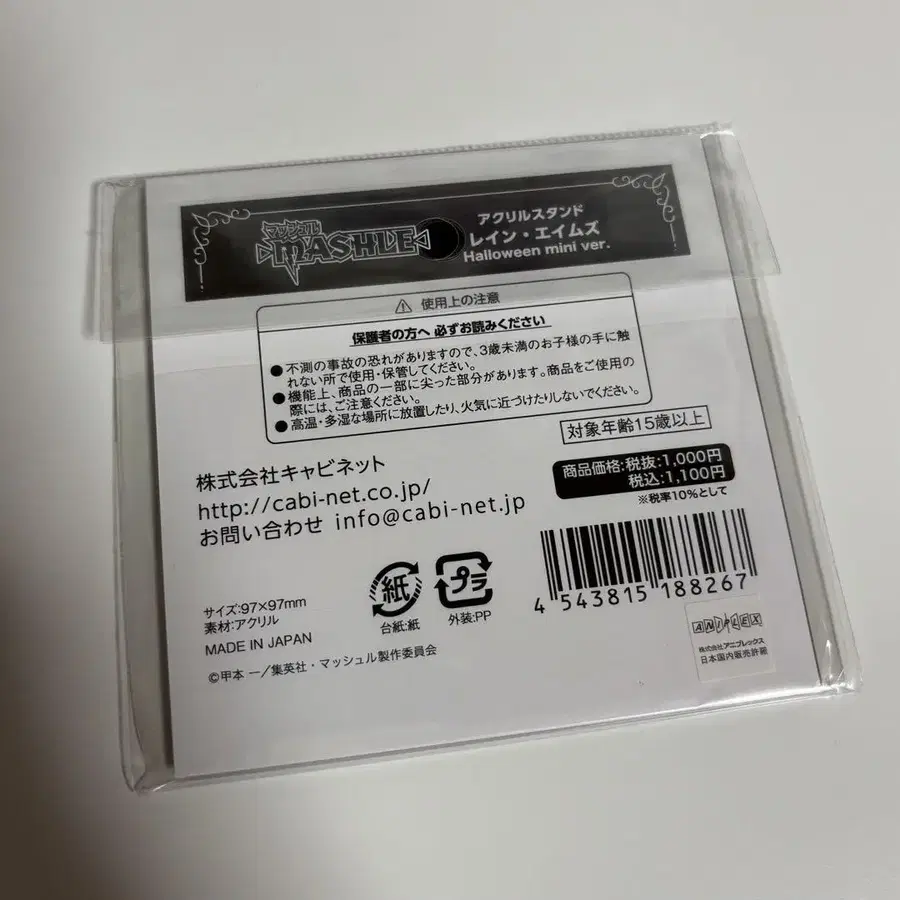 マッシュル
MASHLE
アクリルスタンド
レイン・エイムズ
Halloween mini ver.
⚠ 使用上の注意
保護者の方へ 必ずお読みください
●不測の事故の恐れがありますので、3歳未満のお子様の手に触
れない所で使用・保管してください。
●機能上、商品の一部に尖った部分があります。商品をご使用の
際には、ご注意ください。
●高温・多湿な場所に放置したり、火気に近づけたりしないでください。
対象年齢15歳以上
商品価格:税抜:1,000円
税込:1,100円
※税率10%として
株式会社キャビネット
http://cabi-net.co.jp/
お問い合わせ info@cabi-net.jp
紙
台紙:紙
プラ
外装:PP
4 543815 188267
サイズ:97×97mm
素材:アクリル
MADE IN JAPAN
©甲本 一／集英社・マッシュル製作委員会
ANIPLEX
株式会社アニプレックス
日本国内販売許諾